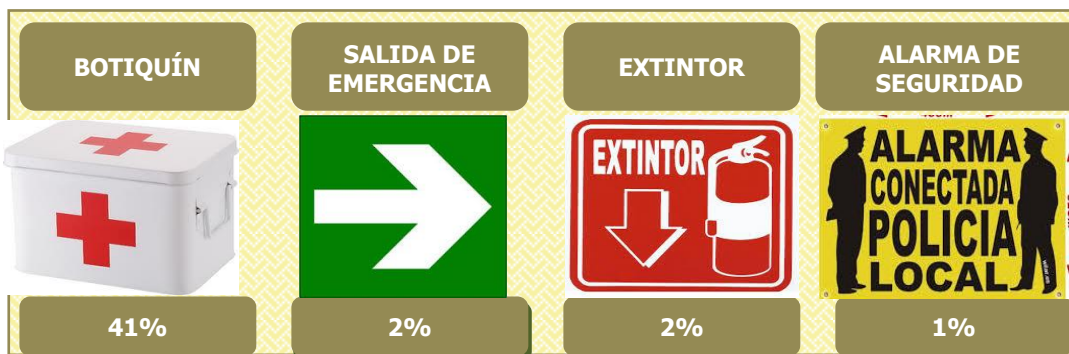 BOTIQUÍN
SALIDA DE
EMERGENCIA
EXTINTOR
ALARMA DE
SEGURIDAD
EXTINTOR
ALARMA
CONECTADA
POLICIA
LOCAL
41%
2%
2%
1%